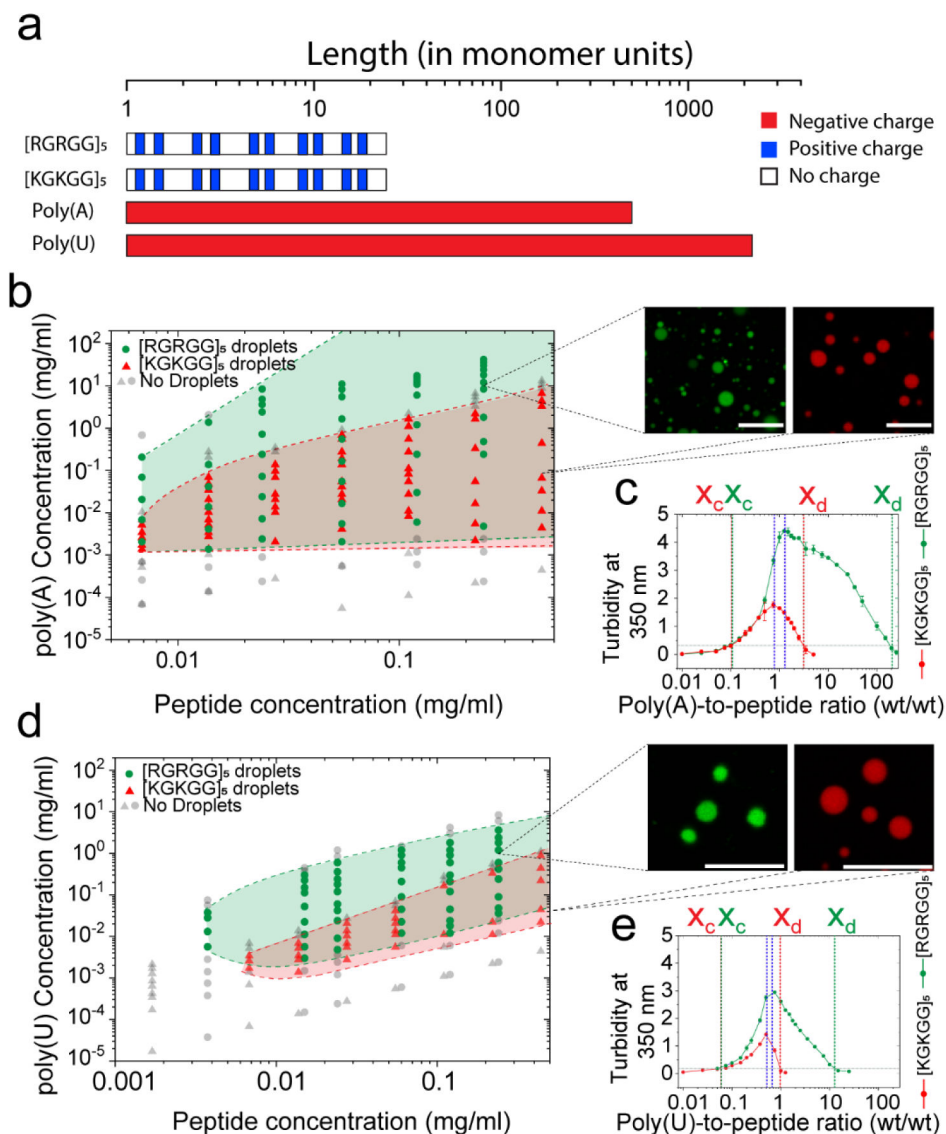 a
Length (in monomer units)
1 10 100 1000
[RGRGG]₅
[KGKGG]₅
Poly(A)
Poly(U)
Negative charge
Positive charge
No charge
b
poly(A) Concentration (mg/ml)
10² 10¹ 10⁰ 10⁻¹ 10⁻² 10⁻³ 10⁻⁴ 10⁻⁵
[RGRGG]₅ droplets
[KGKGG]₅ droplets
No Droplets
0.01 0.1
Peptide concentration (mg/ml)
c
Xc Xc Xd Xd
Turbidity at
350 nm
5 4 3 2 1 0
0.01 0.1 1 10 100
Poly(A)-to-peptide ratio (wt/wt)
[KGKGG]₅ [RGRGG]₅
d
poly(U) Concentration (mg/ml)
10² 10¹ 10⁰ 10⁻¹ 10⁻² 10⁻³ 10⁻⁴ 10⁻⁵
[RGRGG]₅ droplets
[KGKGG]₅ droplets
No Droplets
0.001 0.01 0.1
Peptide concentration (mg/ml)
e
Xc Xc Xd Xd
Turbidity at
350 nm
5 4 3 2 1 0
0.01 0.1 1 10 100
Poly(U)-to-peptide ratio (wt/wt)
[KGKGG]₅ [RGRGG]₅